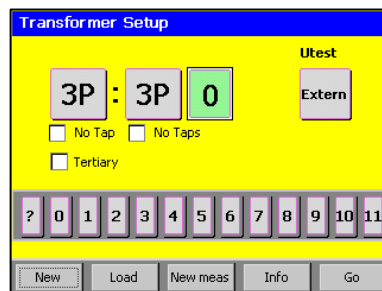 Transformer Setup
Utest
3P : 3P 0 Extern
No Tap No Taps
Tertiary
? 0 1 2 3 4 5 6 7 8 9 10 11
New Load New meas Info Go